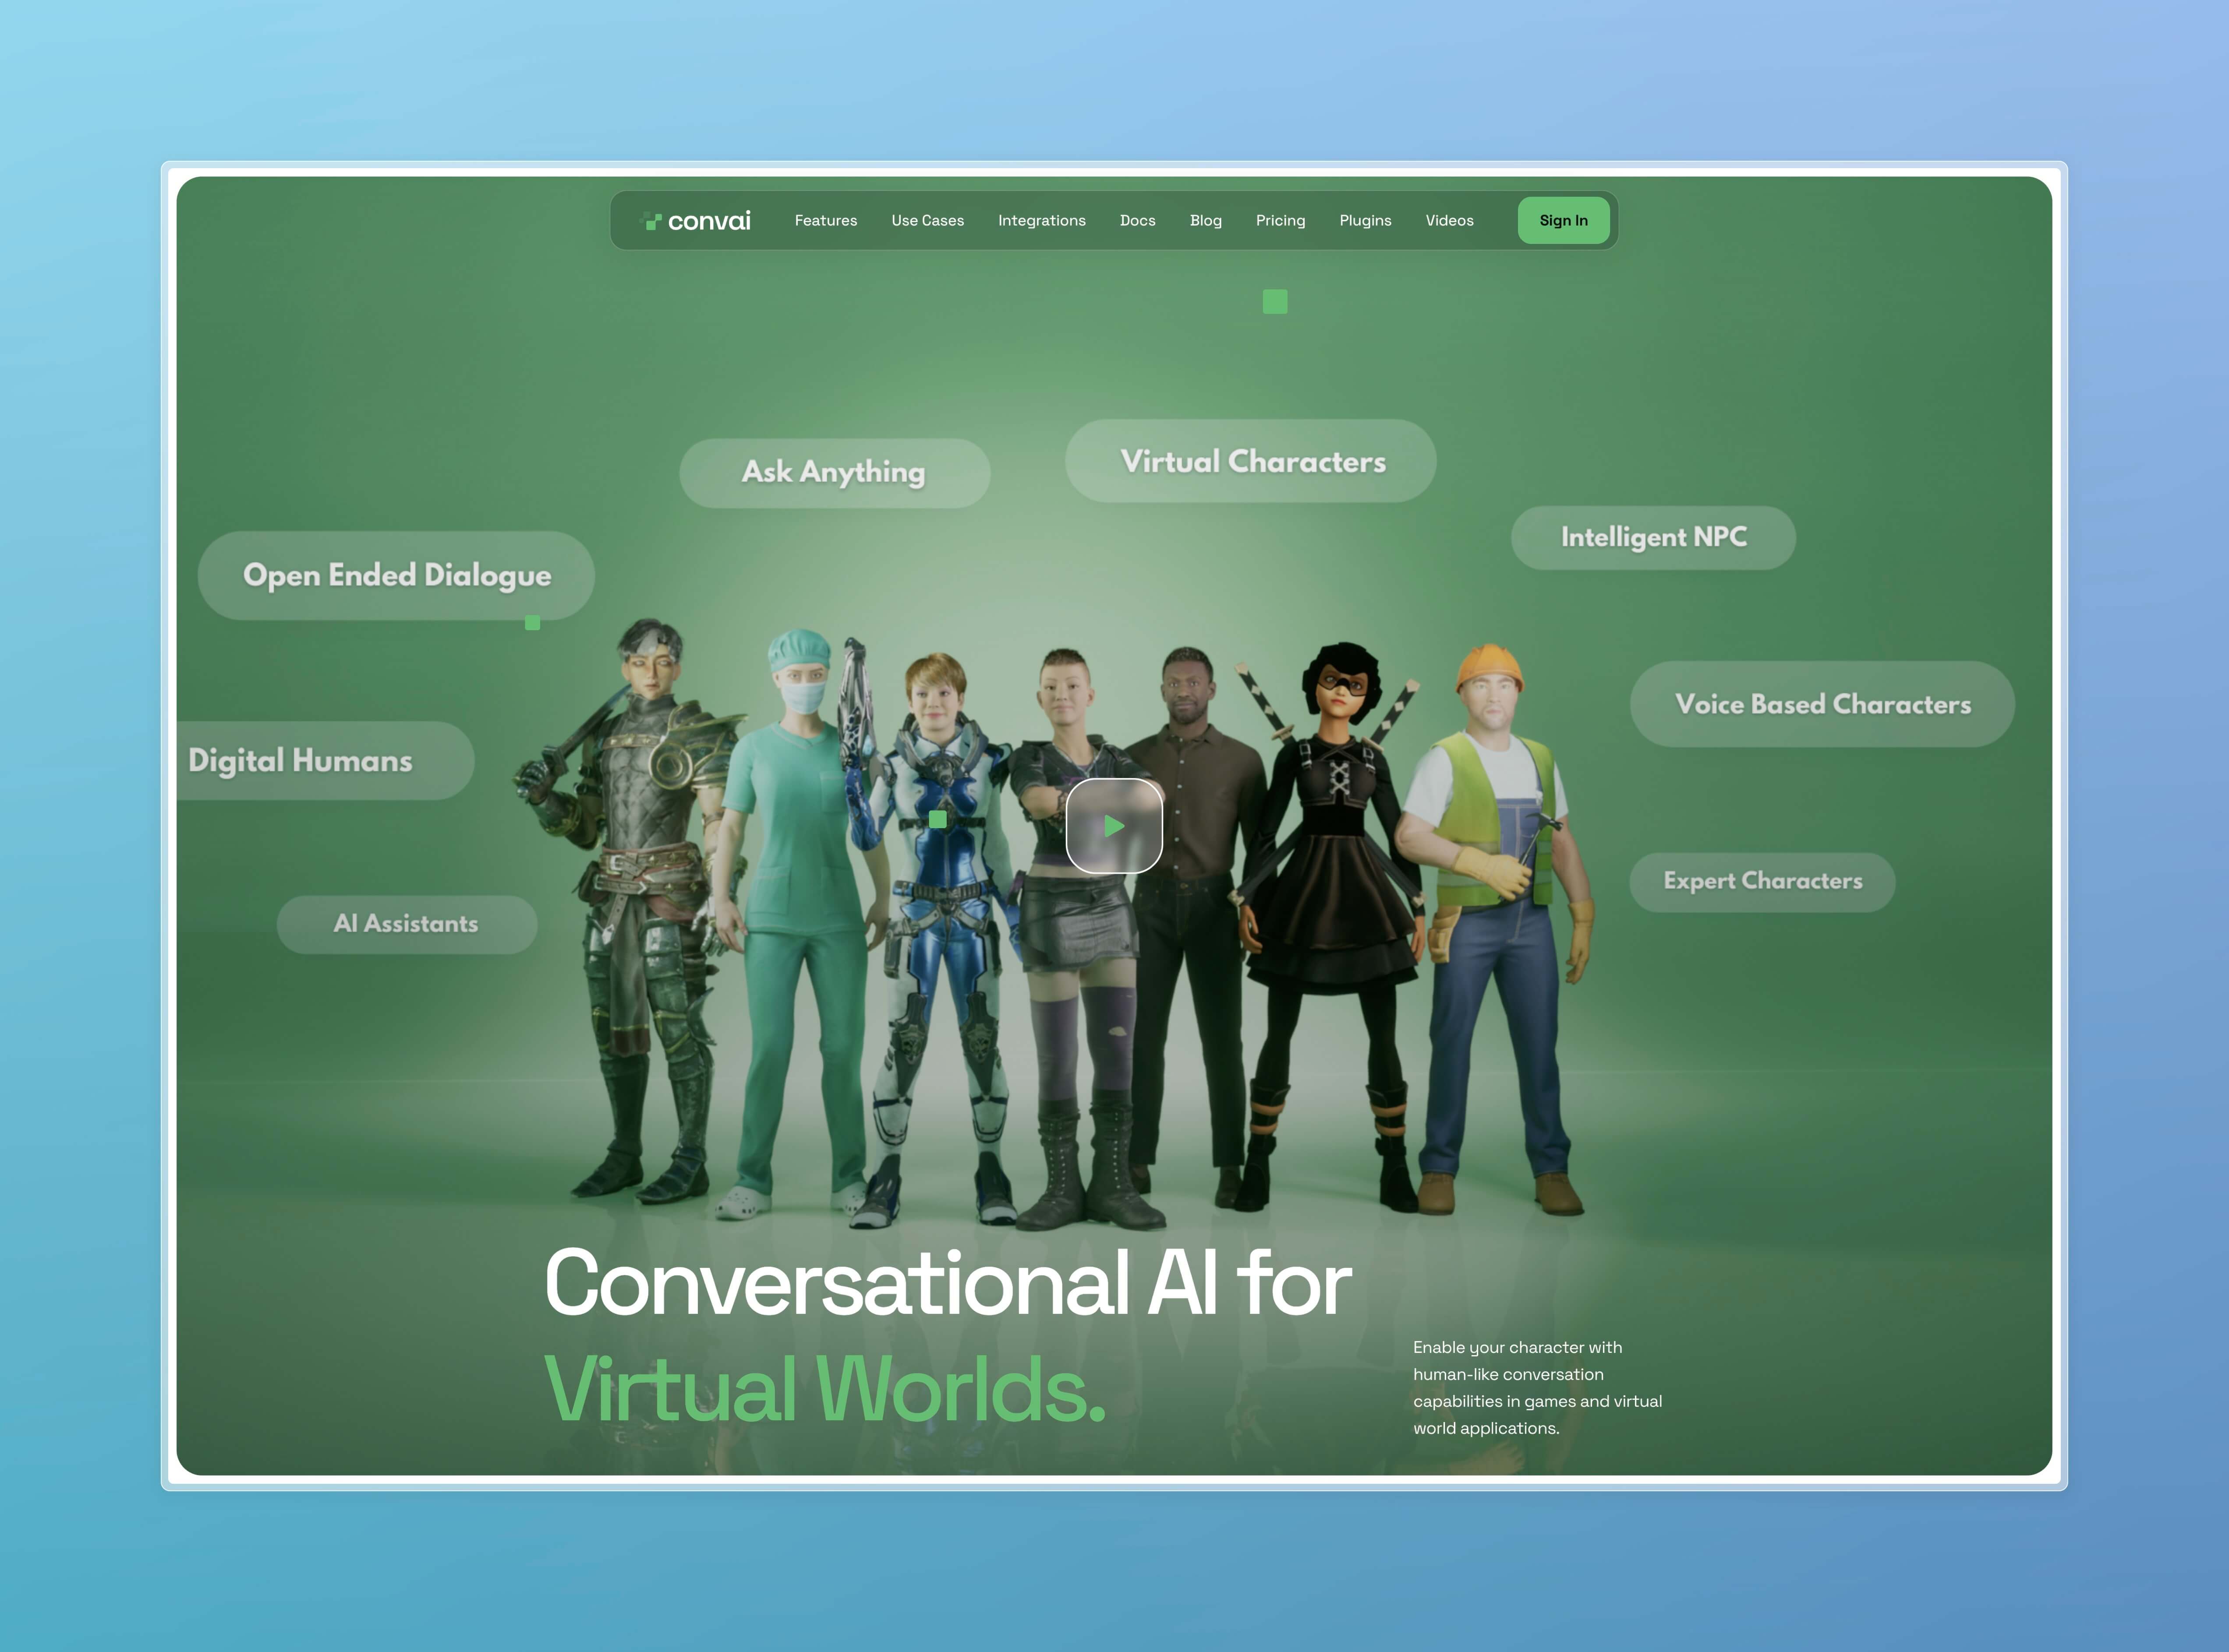 convai
Features
Use Cases
Integrations
Docs
Blog
Pricing
Plugins
Videos
Sign In
Ask Anything
Virtual Characters
Intelligent NPC
Open Ended Dialogue
Voice Based Characters
Digital Humans
Expert Characters
AI Assistants
Conversational AI for
Virtual Worlds.
Enable your character with
human-like conversation
capabilities in games and virtual
world applications.